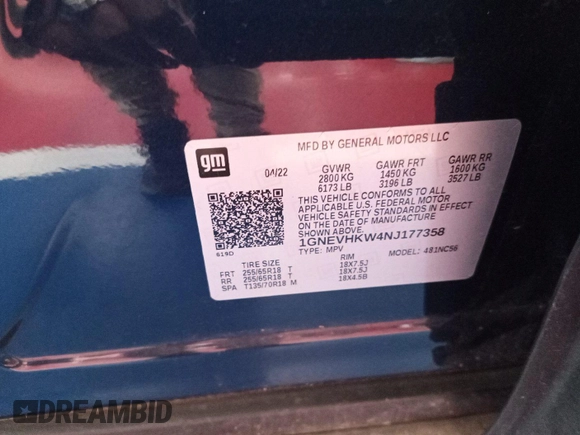 MFD BY GENERAL MOTORS LLC
gm
04/22
GVWR GAWR FRT GAWR RR
2800 KG 1450 KG 1600 KG
6173 LB 3196 LB 3527 LB
THIS VEHICLE CONFORMS TO ALL
APPLICABLE U.S. FEDERAL MOTOR
VEHICLE SAFETY STANDARDS IN EFFECT
ON THE DATE OF MANUFACTURE
SHOWN ABOVE.
1GNEVHKW4NJ177358
619D
TYPE: MPV MODEL: 481NC56
TIRE SIZE RIM
FRT 255/65R18 T 18X7.5J
RR 255/65R18 T 18X7.5J
SPA T135/70R18 M 18X4.5B
DREAMBID